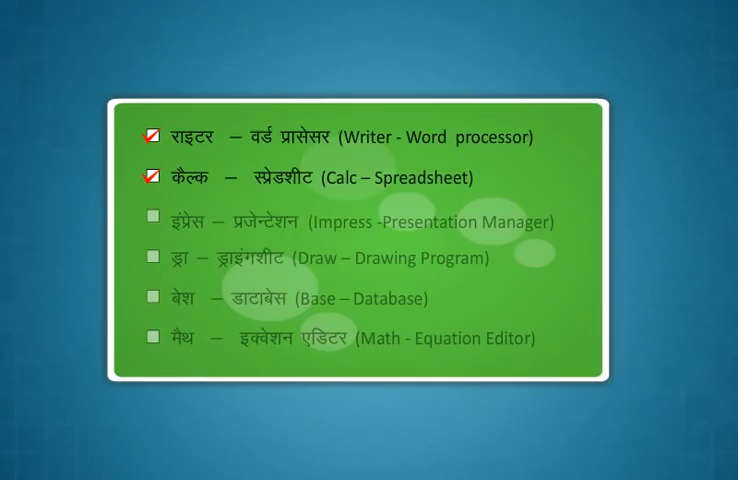 राइटर – वर्ड प्रासेसर (Writer - Word processor)
कैल्क – स्प्रेडशीट (Calc – Spreadsheet)
इंप्रेस – प्रजेन्टेशन (Impress -Presentation Manager)
ड्रा – ड्राइंगशीट (Draw – Drawing Program)
बेश – डाटाबेस (Base – Database)
मैथ – इक्वेशन एडिटर (Math - Equation Editor)